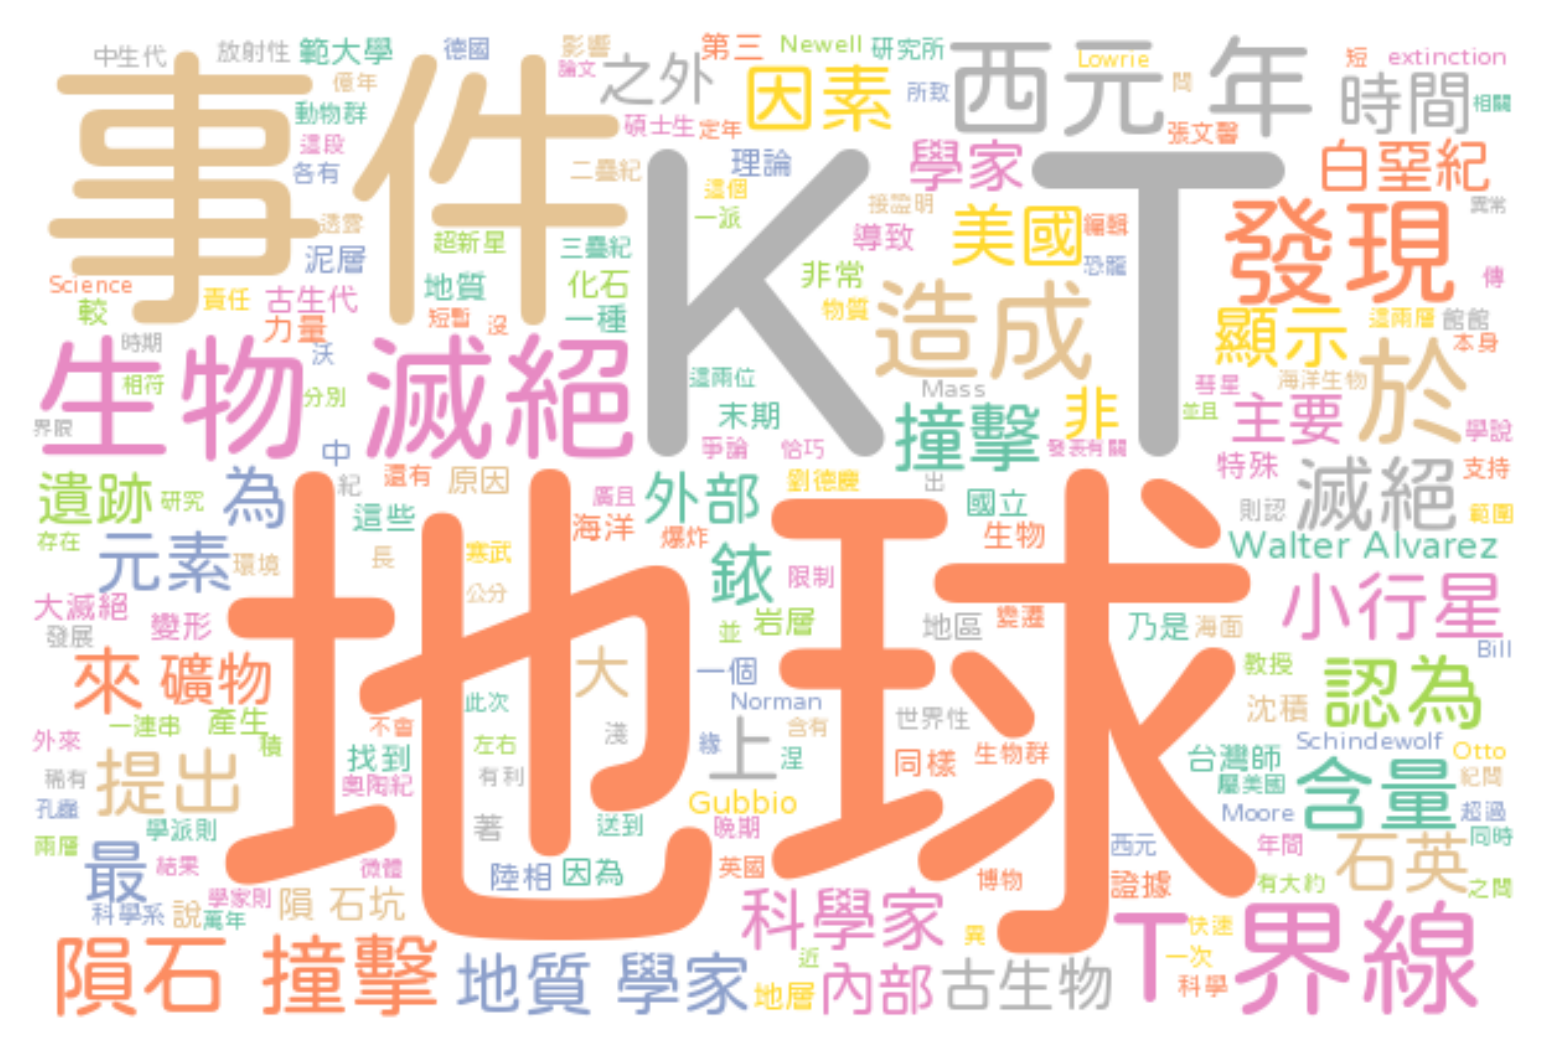 中生代 放射性 範大學 德國 影響 之外 第三 Newell 研究所 西元年 Lowrie 短 extinction
億年 論文 因素 所致 問 時間 相關
事件 動物群 碩士生 定年 張文馨
這段 各有 二疊紀 理論 K T 學家 白堊紀
透露 這個 一派 接證明 美國 編輯 發現 異常
泥層 超新星 三疊紀 導致 恐龍
Science 責任 古生代 地質 化石 非常 傳
較 力量 短暫 沒 一種 物質 造成 顯示 這兩層 館館
時期 沃 於 本身
生物 滅絕 相符 分別 這兩位 Mass 彗星 海洋生物
界限 末期 撞擊 非 並且 主要 學說
中 爭論 恰巧 發表有關 特殊 支持
遺跡 研究 為 紀 還有 原因 廣且 外部 劉德慶 出 國立 則認 滅絕 範圍
存在 這些 海洋 爆炸 生物 Walter Alvarez
元素 環境 長 寒武 銥 限制 小行星
大滅絕 公分
發展 變形 地球 並 岩層 地區 變遷 乃是 海面 Bill
來 礦物 大 一個 教授 認為
一連串 產生 此次 Norman 沈積
外來 積 不會 淺 緣 上 含有 世界性 Schindewolf Otto
稀有 提出 找到 左右 涅 同樣 生物群 台灣師 含量 紀間
孔蟲 奧陶紀 有利 Gubbio 屬美國 Moore 超過
兩層 學派則 著 送到 晚期 西元 年間 同時
最 結果 微體 陸相 因為 英國 博物 證據 石英
科學系 說 學家則 萬年 隕 石坑 有大約 之間
科學家 異 T 快速 界線
隕石 撞擊 地質 學家 近 一次
地層 內部 古生物 科學